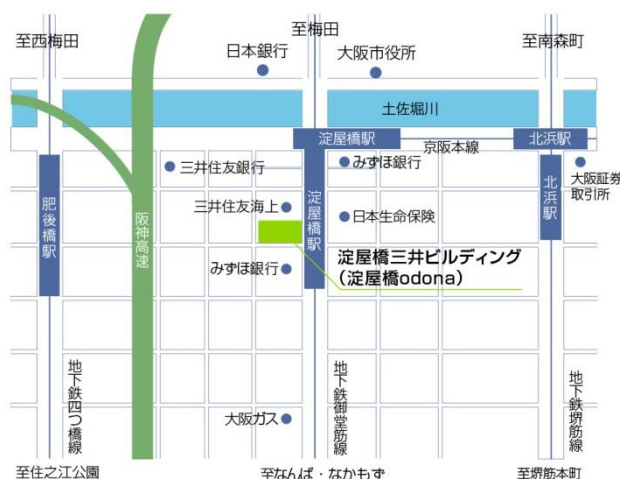 至西梅田
至梅田
至南森町
日本銀行
大阪市役所
土佐堀川
淀屋橋駅
京阪本線
北浜駅
三井住友銀行
みずほ銀行
大阪証券
取引所
肥後橋駅
阪神高速
三井住友海上
淀屋橋駅
日本生命保険
北浜駅
淀屋橋三井ビルディング
(淀屋橋odona)
みずほ銀行
地下鉄四つ橋線
地下鉄御堂筋線
地下鉄堺筋線
大阪ガス
至住之江公園
至なんば・なかもず
至堺筋本町